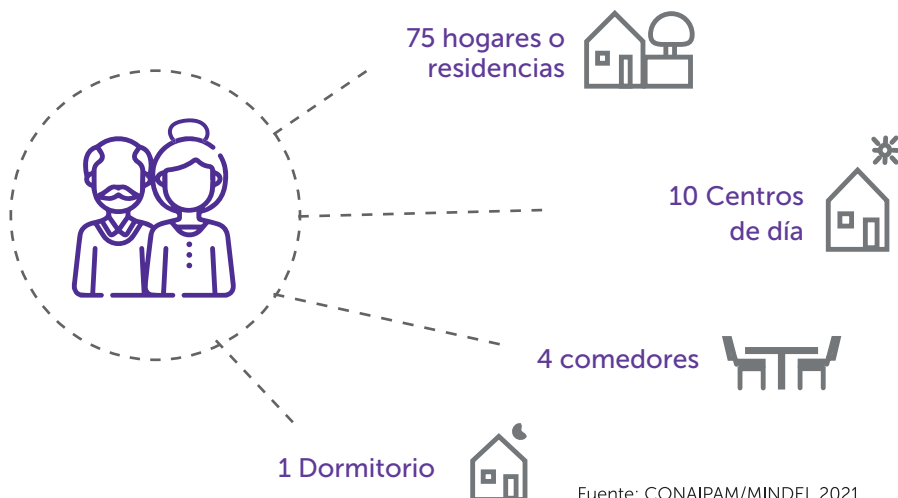 75 hogares o
residencias
10 Centros
de día
4 comedores
1 Dormitorio
Fuente: CONAIPAM/MINDEL 2021